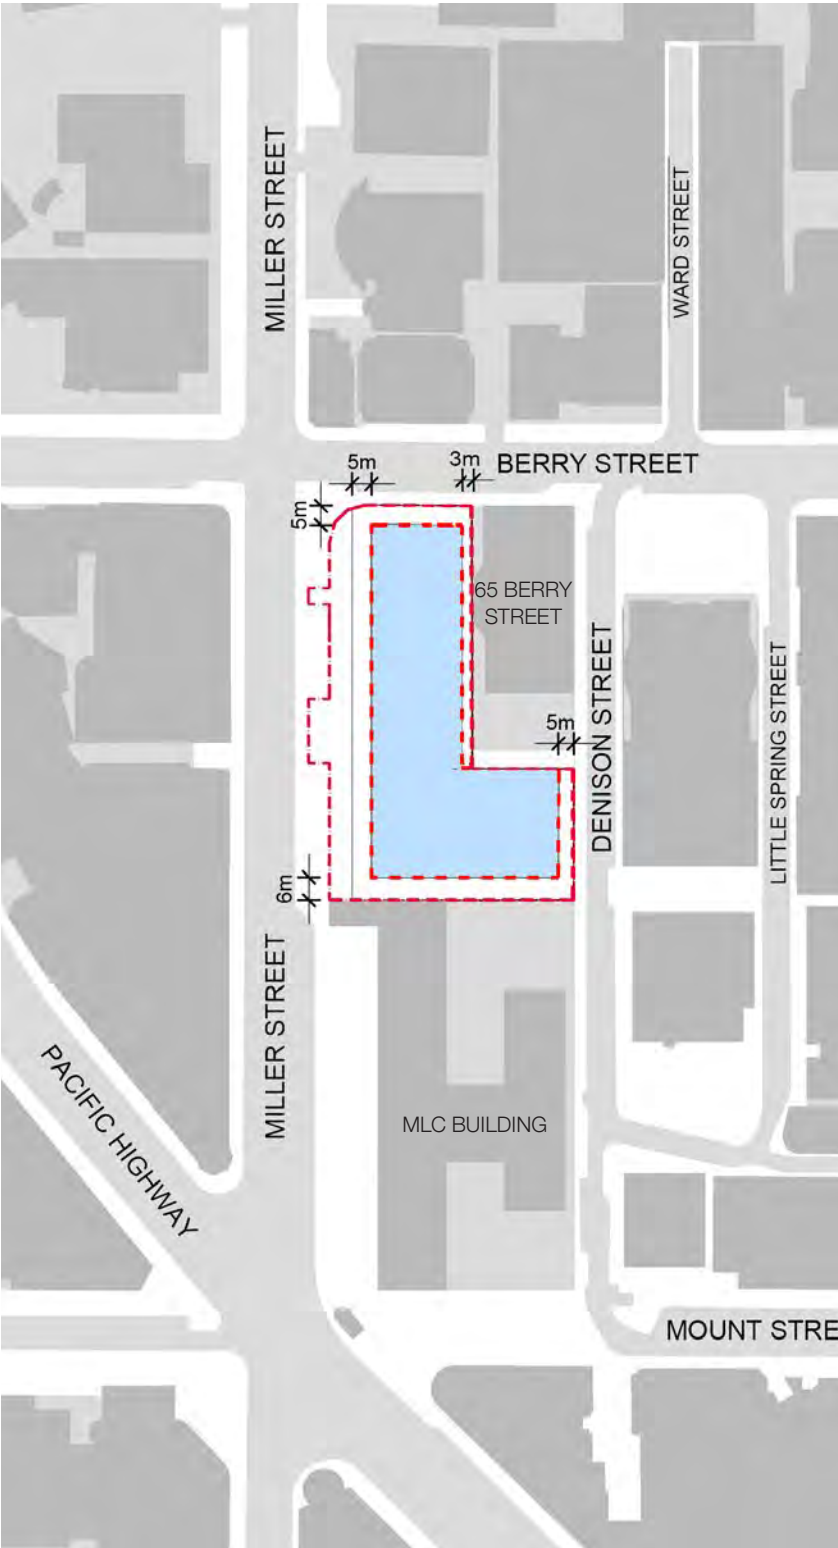 MILLER STREET
WARD STREET
5m
3m
BERRY STREET
5m
65 BERRY
STREET
DENISON STREET
LITTLE SPRING STREET
5m
6m
MILLER STREET
PACIFIC HIGHWAY
MLC BUILDING
MOUNT STRE